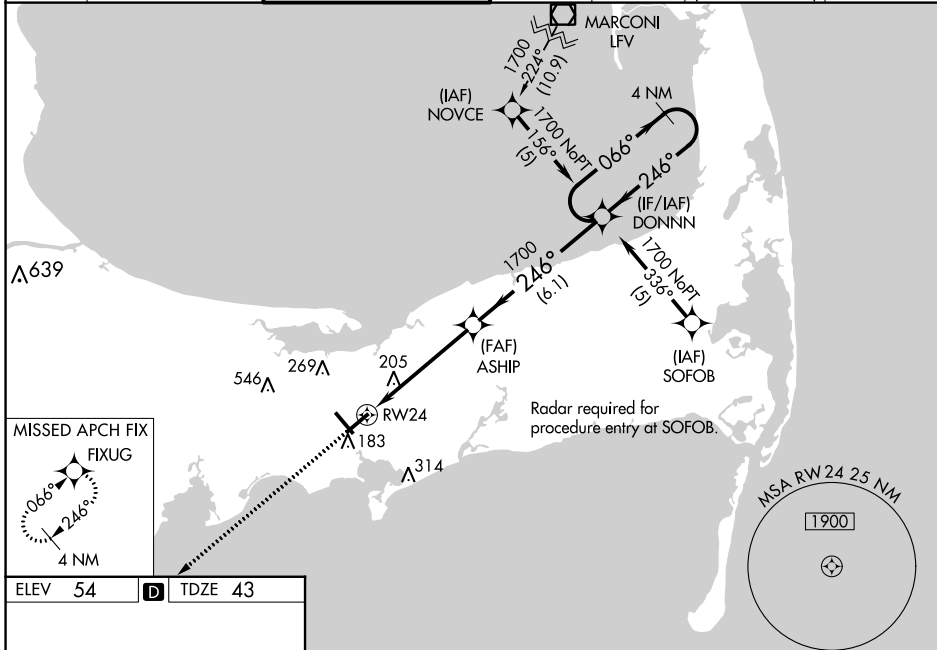 MARCONI
LFV
1700
224°
(10.9)
(IAF)
NOVCE
4 NM
1700 NoPT
156°
(5)
066°
246°
(IF/IAF)
DONNN
639
1700
246°
(6.1)
1700 NoPT
336°
(5)
(FAF)
ASHIP
(IAF)
SOFOB
546
269
205
RW24
183
314
Radar required for
procedure entry at SOFOB.
MISSED APCH FIX
FIXUG
066°
246°
4 NM
MSA RW24 25 NM
1900
ELEV 54 D TDZE 43